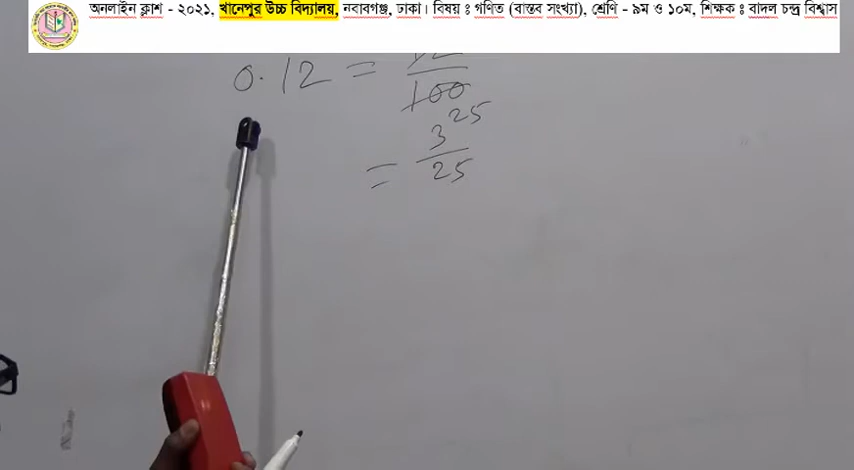 অনলাইন ক্লাশ - ২০২১, খানেপুর উচ্চ বিদ্যালয়, নবাবগঞ্জ, ঢাকা। বিষয় ঃ গণিত (বাস্তব সংখ্যা), শ্রেণি - ৯ম ও ১০ম, শিক্ষক ঃ বাদল চন্দ্র বিশ্বাস
0.12 = 12/100
25
= 3/25